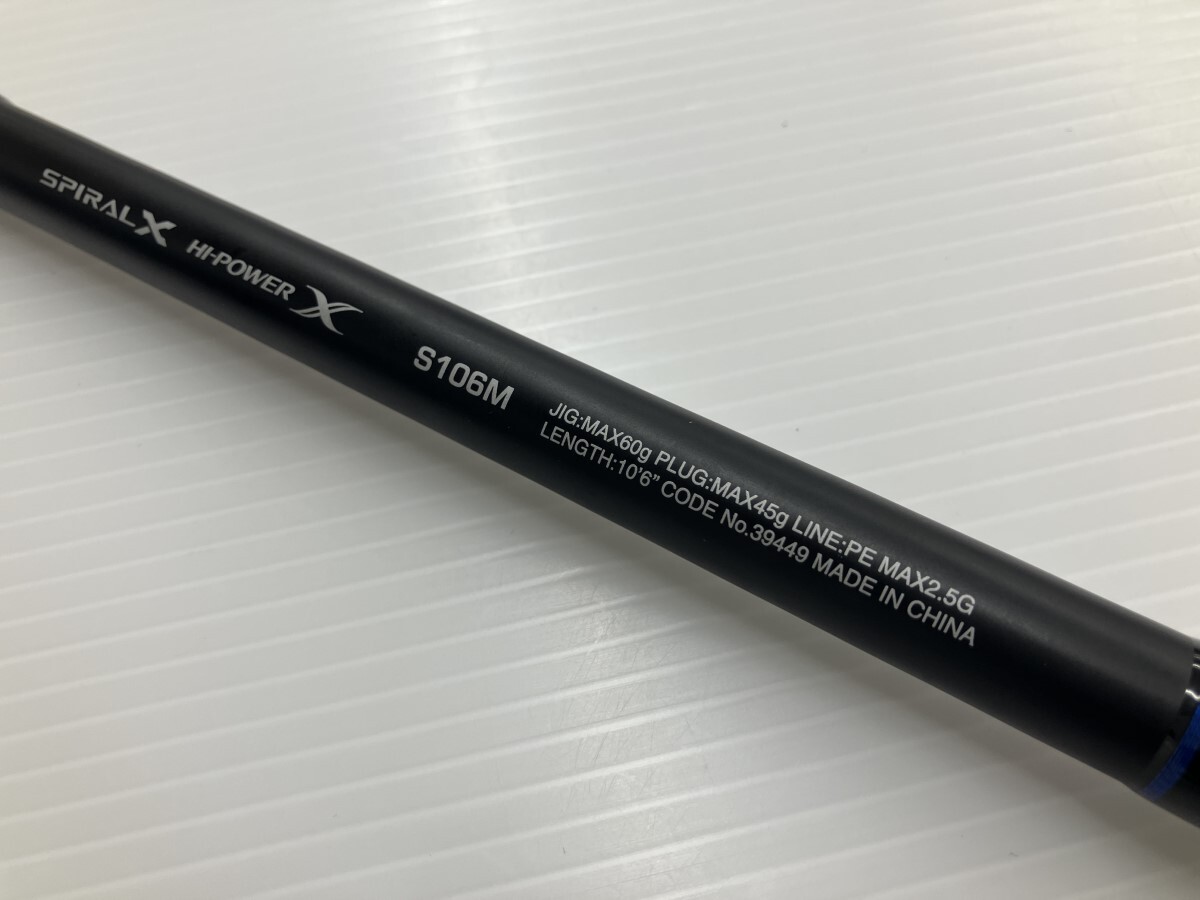 SPIRAL X HI-POWER X S106M
JIG:MAX60g PLUG:MAX45g LINE:PE MAX2.5G
LENGTH:10'6" CODE No.39449 MADE IN CHINA